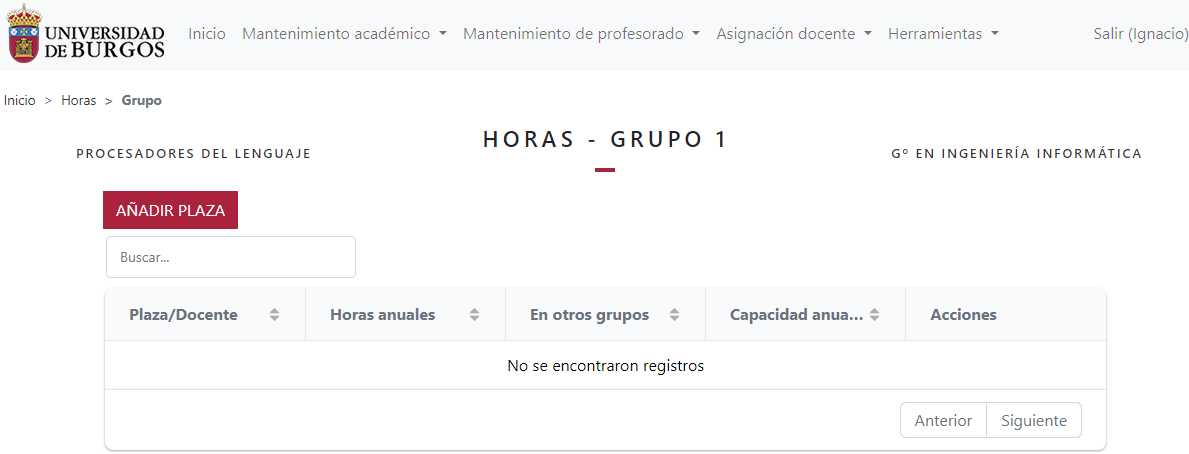 UNIVERSIDAD
DE BURGOS
Inicio Mantenimiento académico Mantenimiento de profesorado Asignación docente Herramientas Salir (Ignacio)
Inicio > Horas > Grupo
HORAS - GRUPO 1
PROCESADORES DEL LENGUAJE
Gº EN INGENIERÍA INFORMÁTICA
AÑADIR PLAZA
Buscar...
Plaza/Docente Horas anuales En otros grupos Capacidad anua... Acciones
No se encontraron registros
Anterior Siguiente